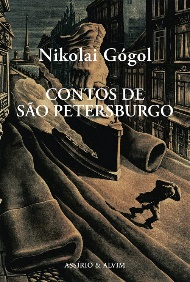 Nikolai Gógol
CONTOS DE
SÃO PETERSBURGO
ASSÍRIO & ALVIM